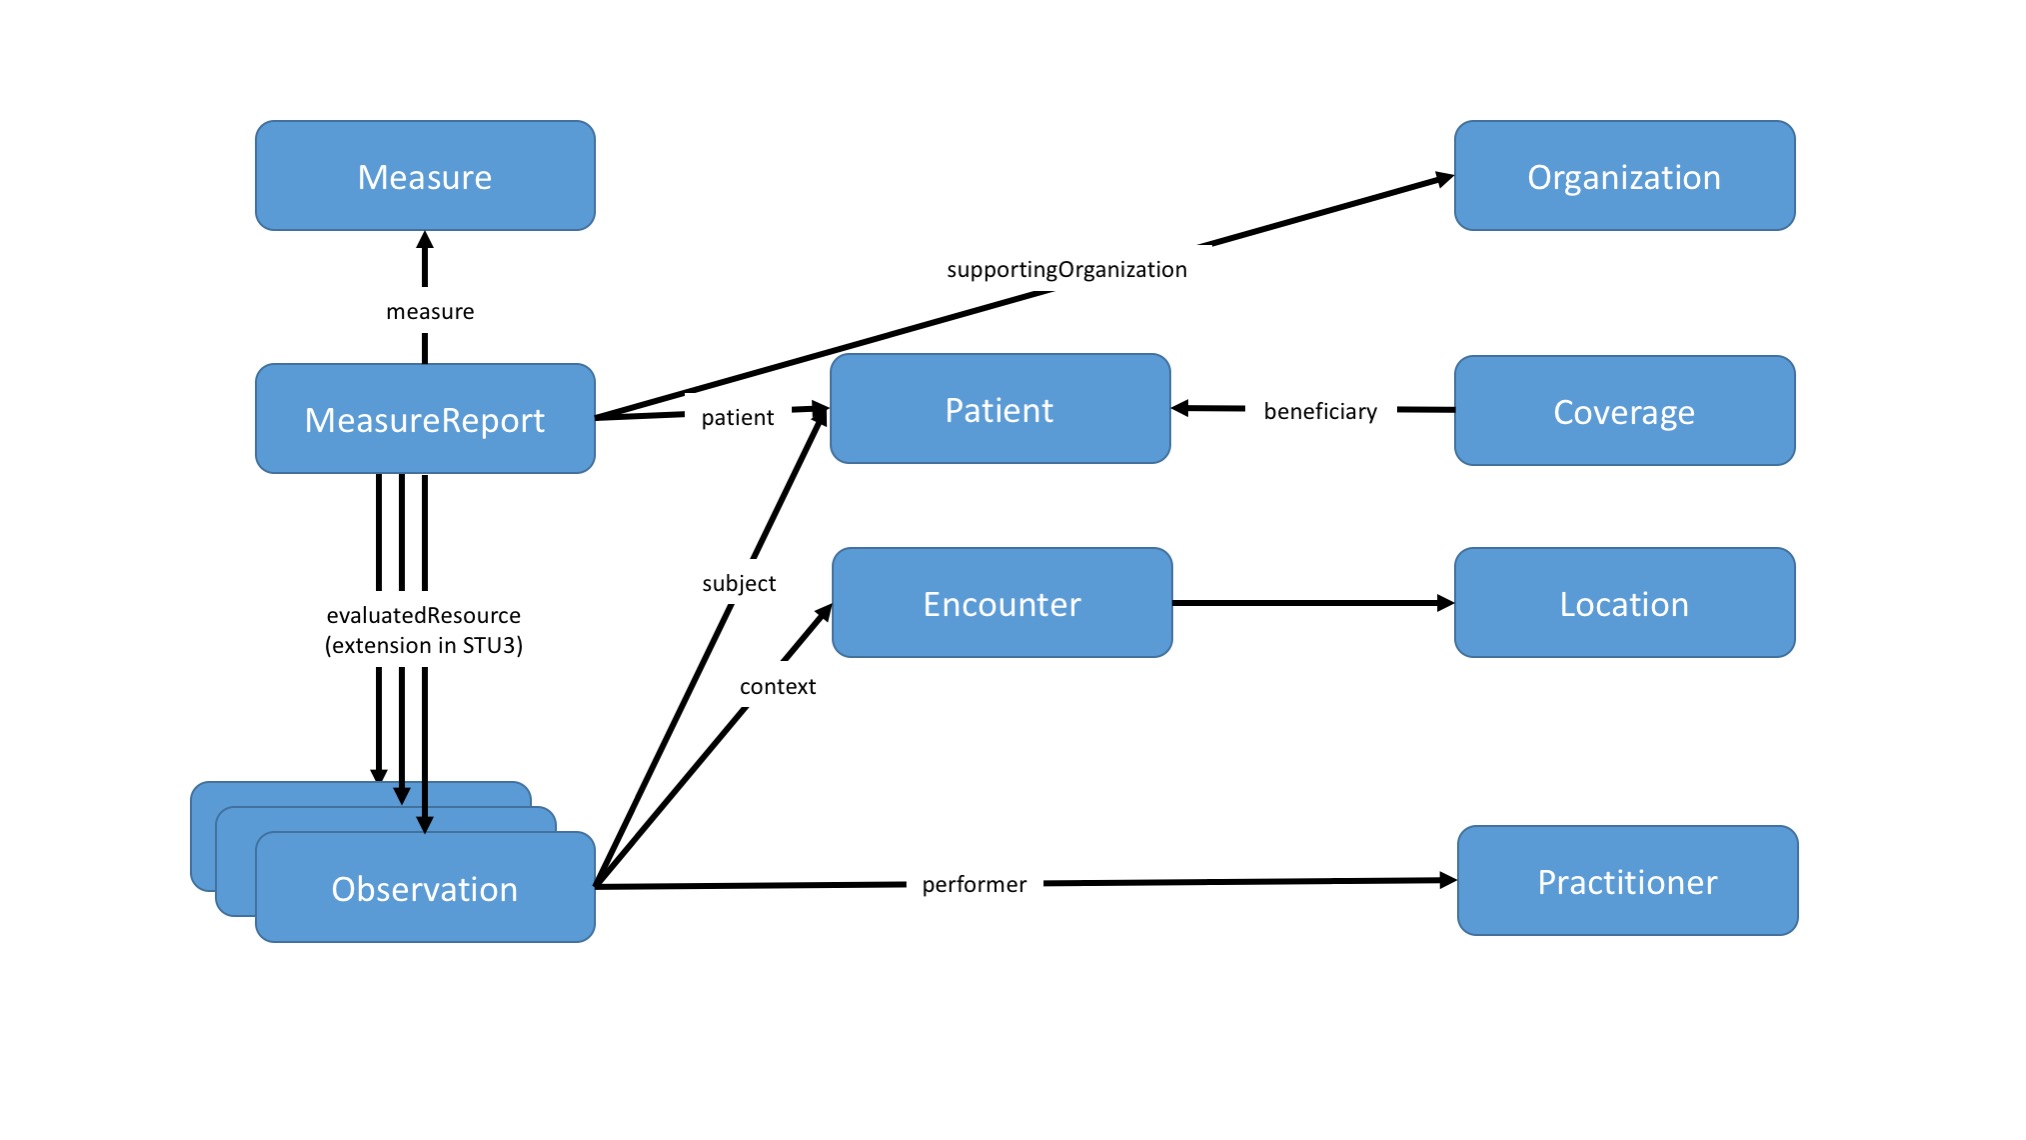 Measure
Organization
supportingOrganization
measure
MeasureReport
patient
Patient
beneficiary
Coverage
subject
Encounter
Location
evaluatedResource
(extension in STU3)
context
Observation
performer
Practitioner